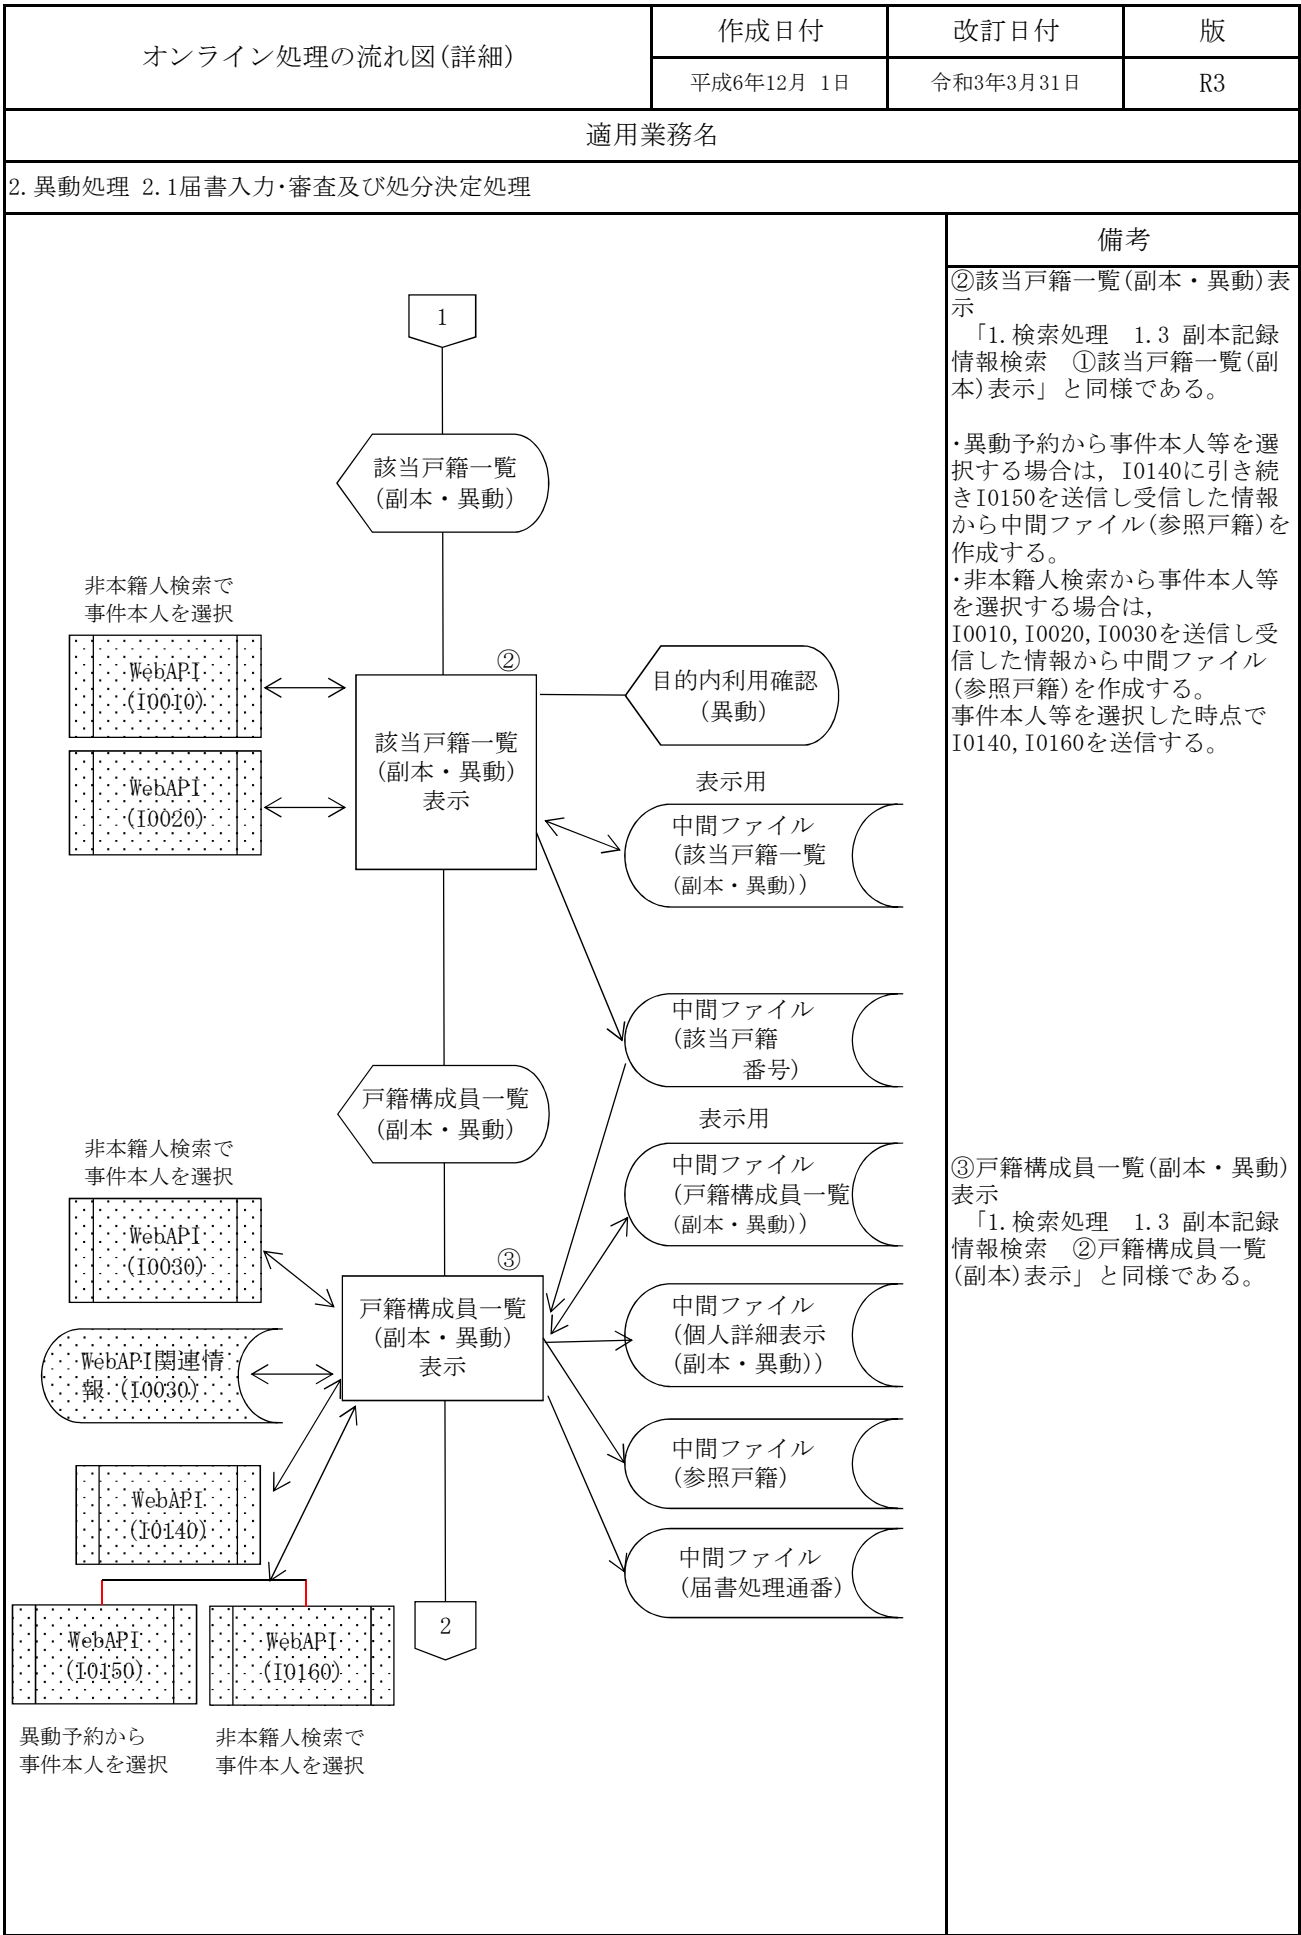 オンライン処理の流れ図(詳細)
作成日付
改訂日付
版
平成6年12月 1日
令和3年3月31日
R3
適用業務名
2.異動処理 2.1届書入力・審査及び処分決定処理
備考
1
該当戸籍一覧
(副本・異動)
非本籍人検索で
事件本人を選択
WebAPI
(I0010)
WebAPI
(I0020)
②
該当戸籍一覧
(副本・異動)
表示
目的内利用確認
(異動)
表示用
中間ファイル
(該当戸籍一覧
(副本・異動))
中間ファイル
(該当戸籍
番号)
戸籍構成員一覧
(副本・異動)
表示用
中間ファイル
(戸籍構成員一覧
(副本・異動))
非本籍人検索で
事件本人を選択
WebAPI
(I0030)
③
戸籍構成員一覧
(副本・異動)
表示
WebAPI関連情
報 (I0030)
中間ファイル
(個人詳細表示
(副本・異動))
中間ファイル
(参照戸籍)
WebAPI
(I0140)
中間ファイル
(届書処理通番)
WebAPI
(I0150)
WebAPI
(I0160)
2
異動予約から
事件本人を選択
非本籍人検索で
事件本人を選択
②該当戸籍一覧(副本・異動)表
示
「1.検索処理 1.3 副本記録
情報検索 ①該当戸籍一覧(副
本)表示」と同様である。
・異動予約から事件本人等を選
択する場合は，I0140に引き続
きI0150を送信し受信した情報
から中間ファイル(参照戸籍)を
作成する。
・非本籍人検索から事件本人等
を選択する場合は，
I0010,I0020,I0030を送信し受
信した情報から中間ファイル
(参照戸籍)を作成する。
事件本人等を選択した時点で
I0140,I0160を送信する。
③戸籍構成員一覧(副本・異動)
表示
「1.検索処理 1.3 副本記録
情報検索 ②戸籍構成員一覧
(副本)表示」と同様である。